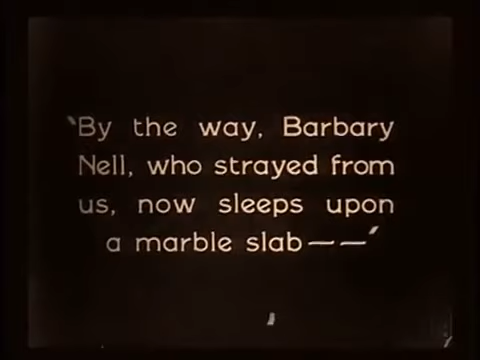 'By the way, Barbary
Nell, who strayed from
us, now sleeps upon
a marble slab——'